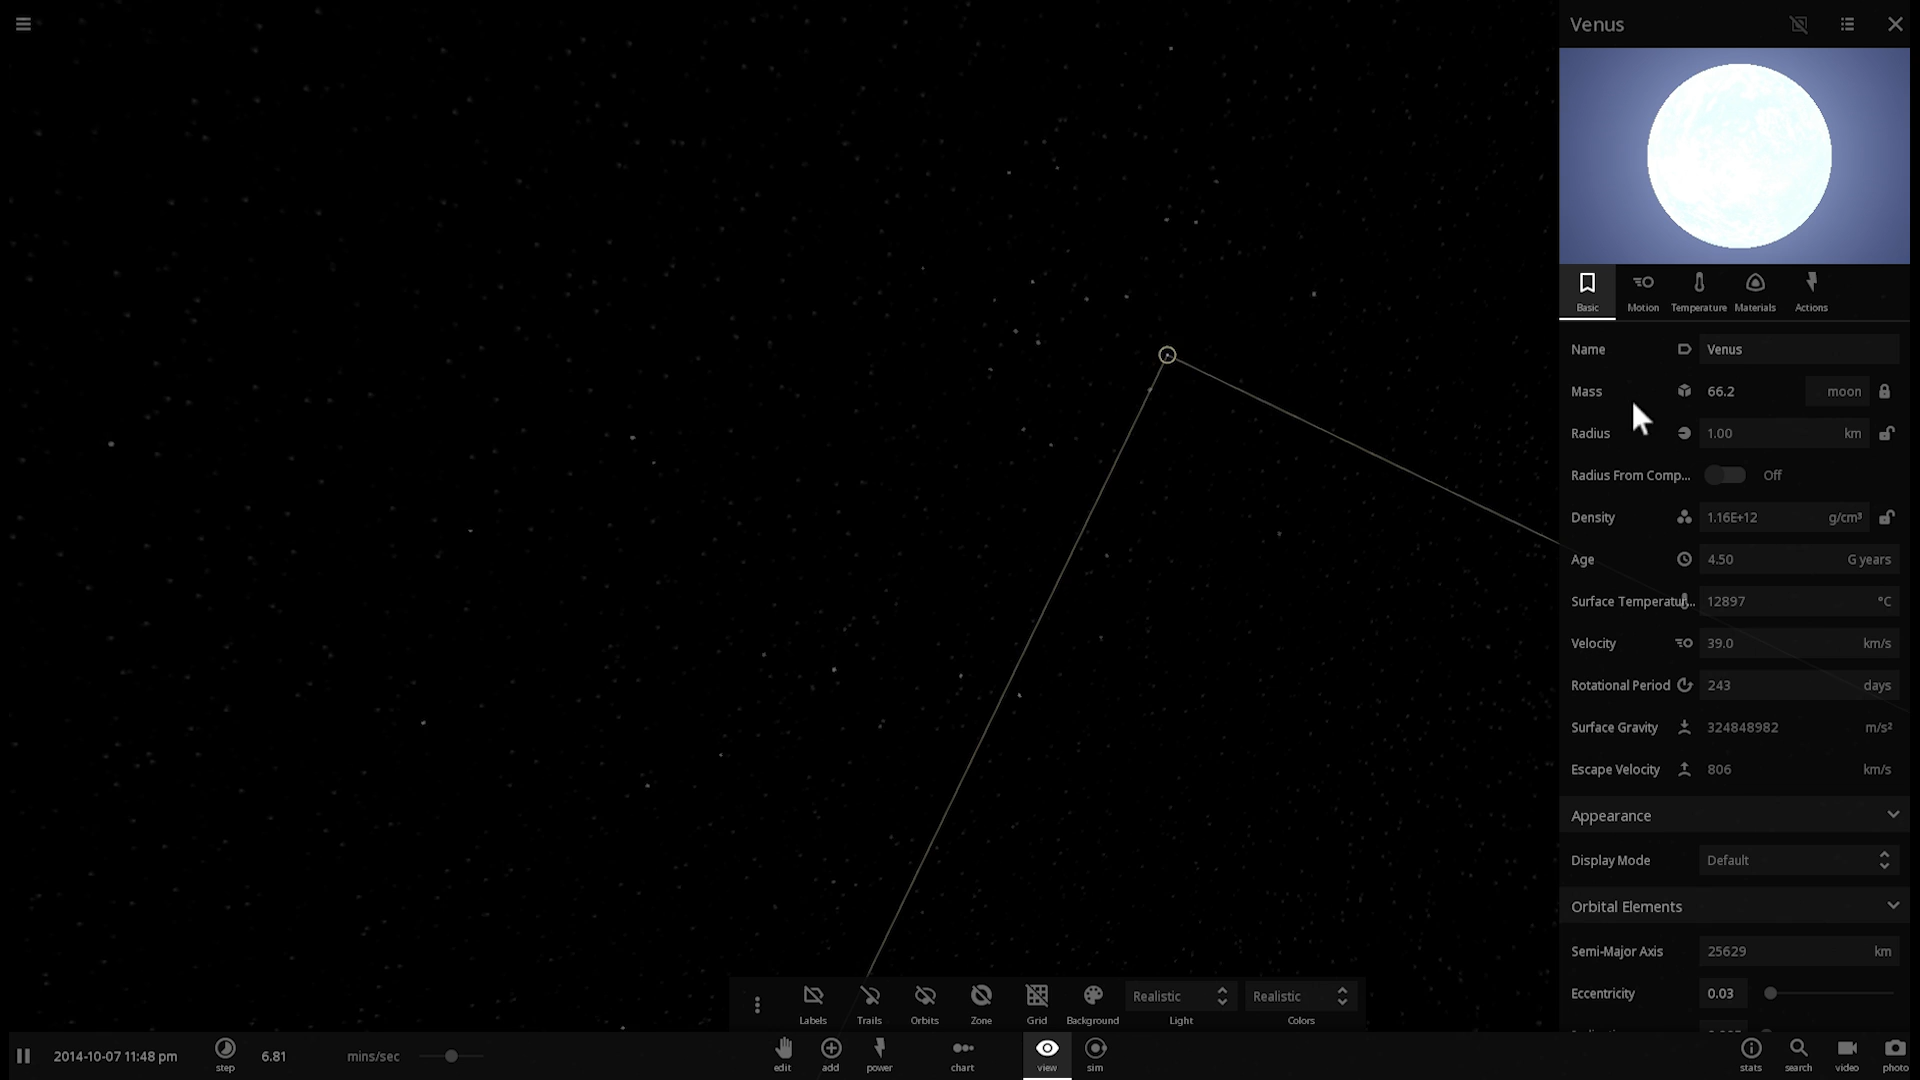 Venus
Basic
Motion
Temperature
Materials
Actions
Name Venus
Mass 66.2 moon
Radius 1.00 km
Radius From Comp... Off
Density 1.16E+12 g/cm³
Age 4.50 G years
Surface Temperatur... 12897 °C
Velocity 39.0 km/s
Rotational Period 243 days
Surface Gravity 324848982 m/s²
Escape Velocity 806 km/s
Appearance
Display Mode Default
Orbital Elements
Semi-Major Axis 25629 km
Eccentricity 0.03
Labels
Trails
Orbits
Zone
Grid
Background
Realistic
Light
Realistic
Colors
2014-10-07 11:48 pm
step
6.81 mins/sec
edit
add
power
chart
view
sim
stats
search
video
photo